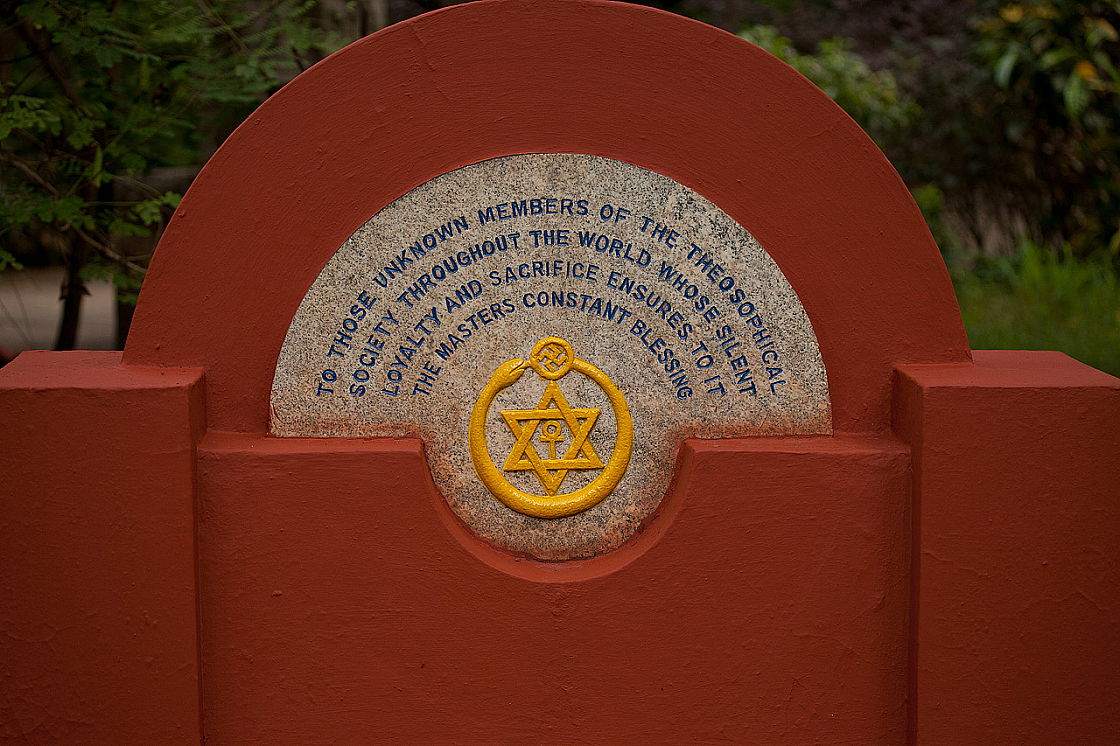 TO THOSE UNKNOWN MEMBERS OF THE THEOSOPHICAL
SOCIETY THROUGHOUT THE WORLD WHOSE SILENT
LOYALTY AND SACRIFICE ENSURES TO IT
THE MASTERS CONSTANT BLESSING